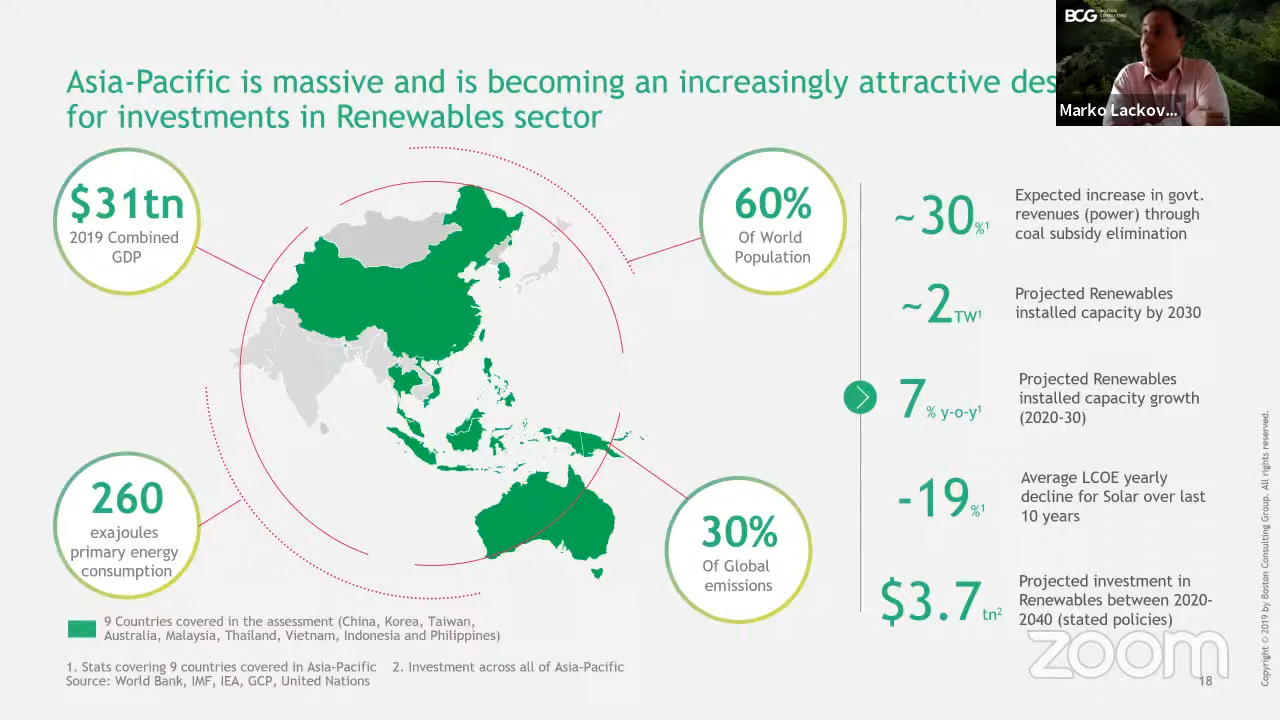 BCG BOSTON CONSULTING GROUP
Marko Lackov...
Asia-Pacific is massive and is becoming an increasingly attractive des
for investments in Renewables sector
$31tn
2019 Combined
GDP
60%
Of World
Population
260
exajoules
primary energy
consumption
30%
Of Global
emissions
~30%¹
Expected increase in govt.
revenues (power) through
coal subsidy elimination
~2TW¹
Projected Renewables
installed capacity by 2030
7% y-o-y¹
Projected Renewables
installed capacity growth
(2020-30)
-19%¹
Average LCOE yearly
decline for Solar over last
10 years
$3.7tn²
Projected investment in
Renewables between 2020-
2040 (stated policies)
9 Countries covered in the assessment (China, Korea, Taiwan,
Australia, Malaysia, Thailand, Vietnam, Indonesia and Philippines)
1. Stats covering 9 countries covered in Asia-Pacific 2. Investment across all of Asia-Pacific
Source: World Bank, IMF, IEA, GCP, United Nations
zoom
18
Copyright © 2019 by Boston Consulting Group. All rights reserved.